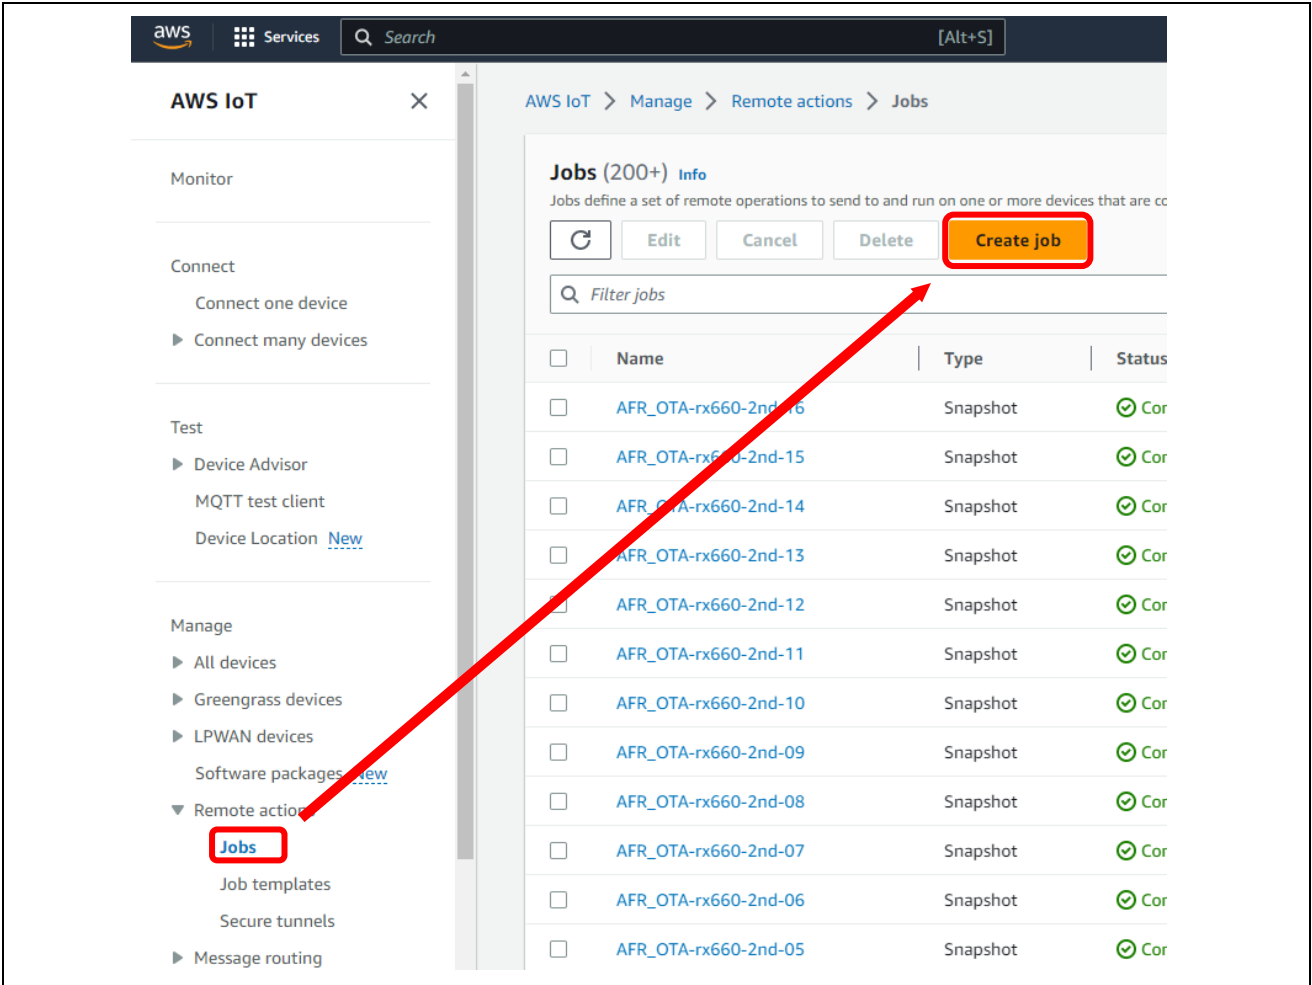 aws
Services
Search
[Alt+S]
AWS IoT
Monitor
Connect
Connect one device
Connect many devices
Test
Device Advisor
MQTT test client
Device Location New
Manage
All devices
Greengrass devices
LPWAN devices
Software packages New
Remote actions
Jobs
Job templates
Secure tunnels
Message routing
AWS IoT > Manage > Remote actions > Jobs
Jobs (200+) Info
Jobs define a set of remote operations to send to and run on one or more devices that are
Edit Cancel Delete Create job
Filter jobs
Name Type Status
AFR_OTA-rx660-2nd-16 Snapshot
AFR_OTA-rx660-2nd-15 Snapshot
AFR_OTA-rx660-2nd-14 Snapshot
AFR_OTA-rx660-2nd-13 Snapshot
AFR_OTA-rx660-2nd-12 Snapshot
AFR_OTA-rx660-2nd-11 Snapshot
AFR_OTA-rx660-2nd-10 Snapshot
AFR_OTA-rx660-2nd-09 Snapshot
AFR_OTA-rx660-2nd-08 Snapshot
AFR_OTA-rx660-2nd-07 Snapshot
AFR_OTA-rx660-2nd-06 Snapshot
AFR_OTA-rx660-2nd-05 Snapshot